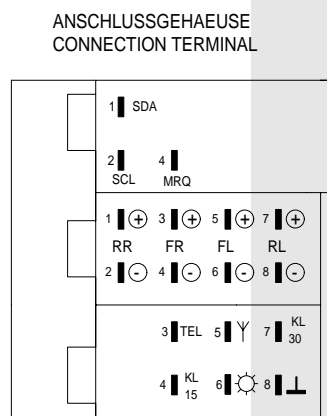 ANSCHLUSSGEHAEUSE
CONNECTION TERMINAL
1 SDA
2 4
SCL MRQ
1 + 3 + 5 + 7 +
RR FR FL RL
2 - 4 - 6 - 8 -
3 TEL 5 7 KL 30
4 KL 15 6 8